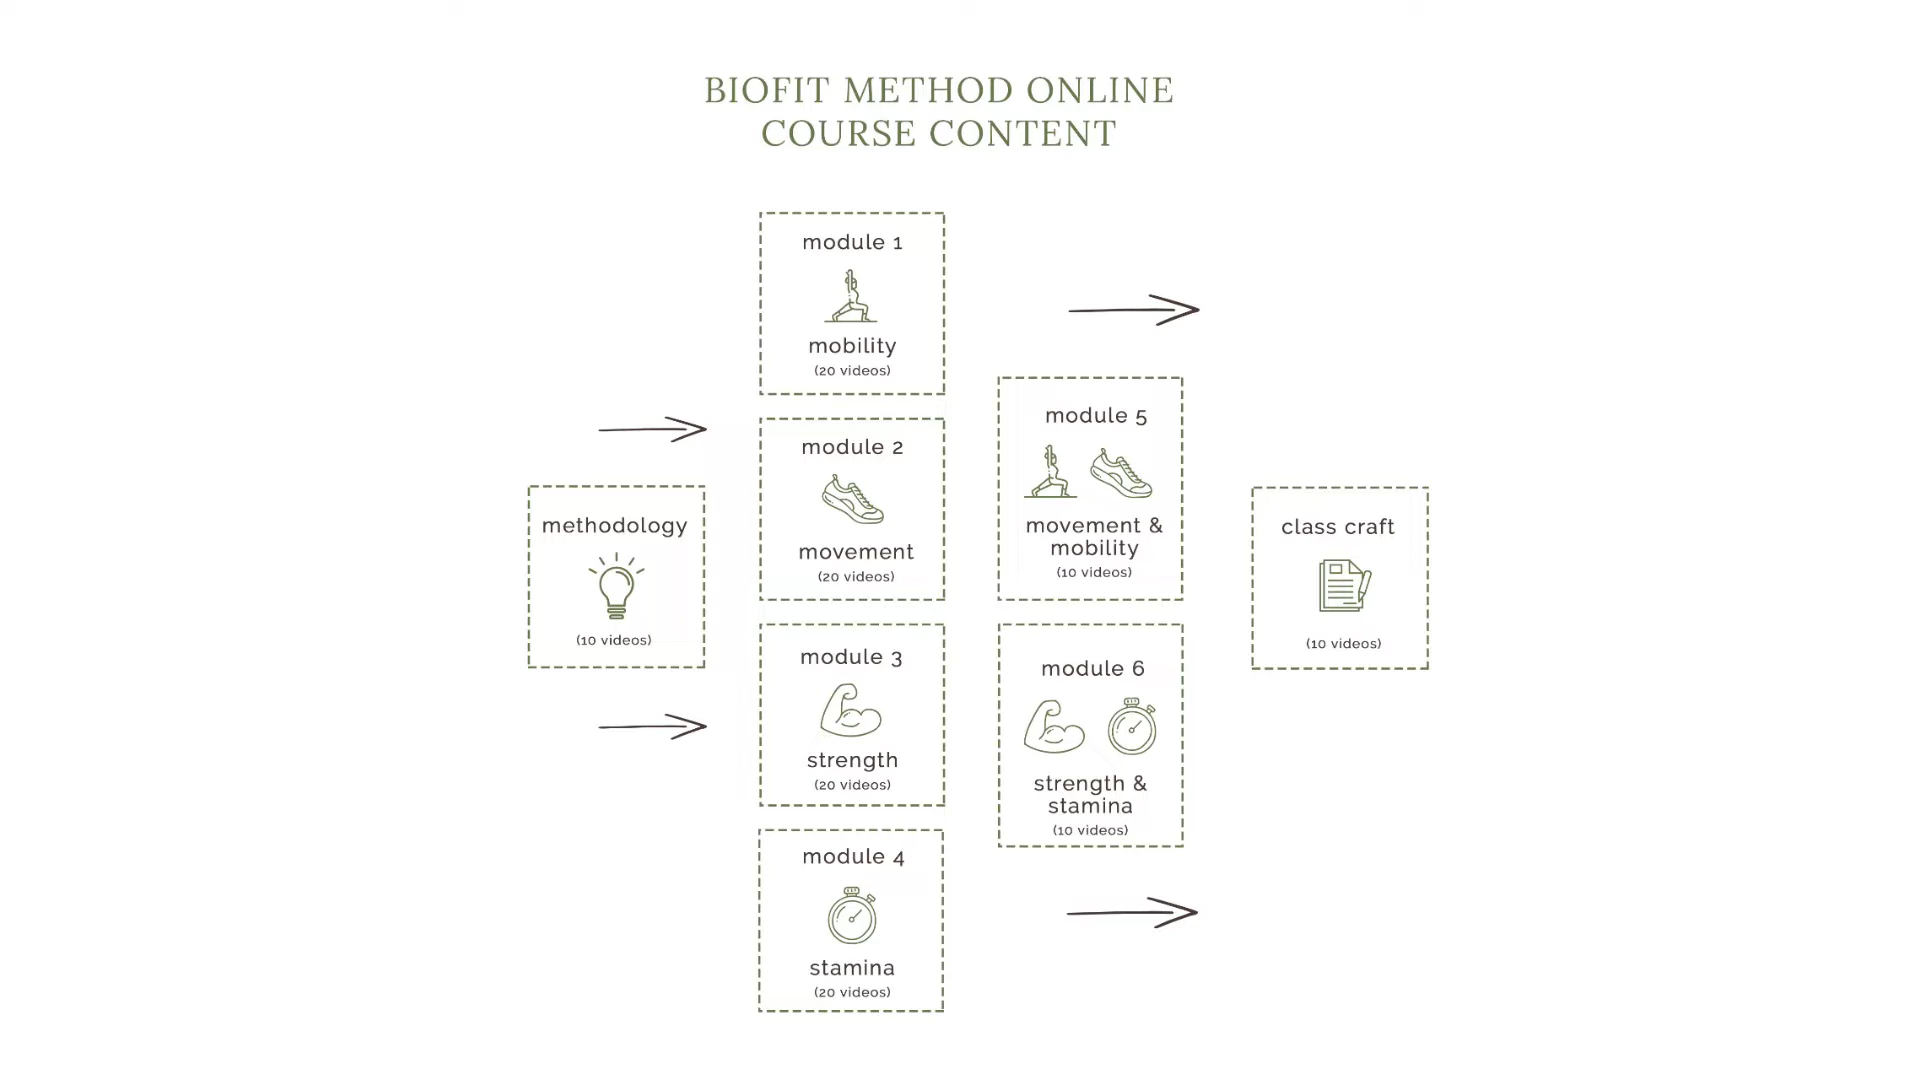 BIOFIT METHOD ONLINE
COURSE CONTENT
methodology
(10 videos)
module 1
mobility
(20 videos)
module 2
movement
(20 videos)
module 3
strength
(20 videos)
module 4
stamina
(20 videos)
module 5
movement &
mobility
(10 videos)
module 6
strength &
stamina
(10 videos)
class craft
(10 videos)